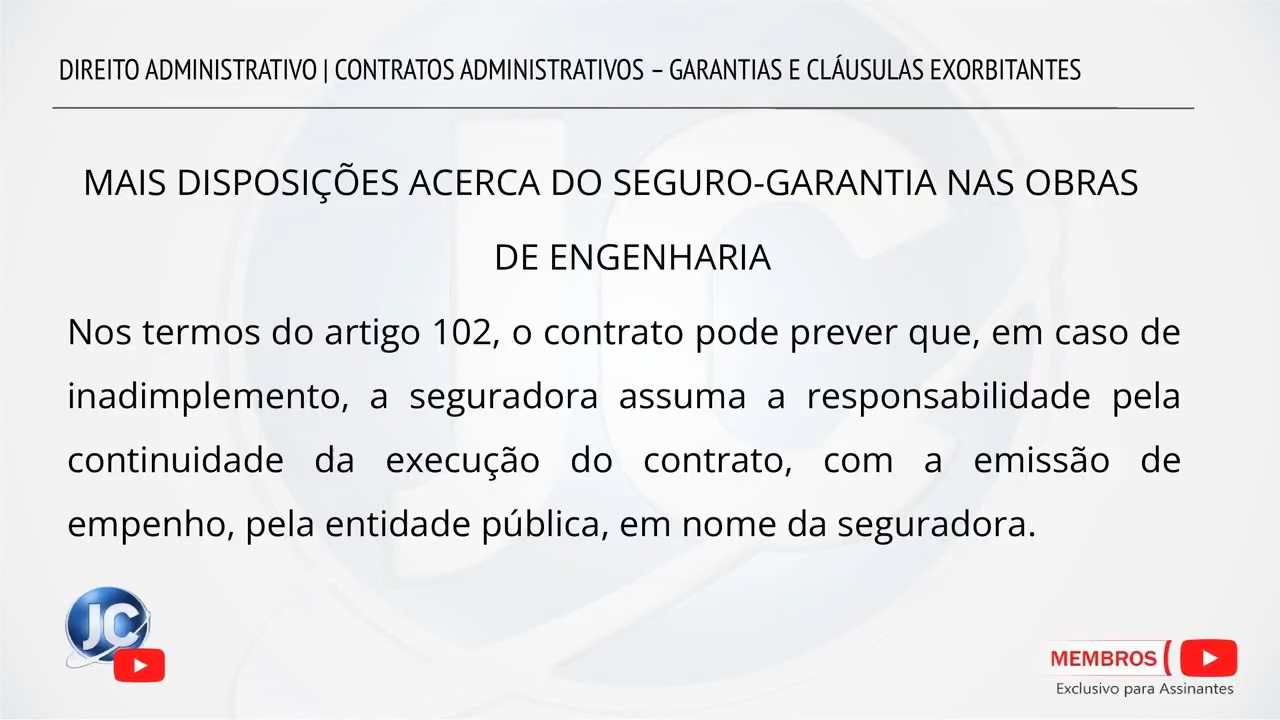 DIREITO ADMINISTRATIVO | CONTRATOS ADMINISTRATIVOS – GARANTIAS E CLÁUSULAS EXORBITANTES
MAIS DISPOSIÇÕES ACERCA DO SEGURO-GARANTIA NAS OBRAS
DE ENGENHARIA
Nos termos do artigo 102, o contrato pode prever que, em caso de
inadimplemento, a seguradora assuma a responsabilidade pela
continuidade da execução do contrato, com a emissão de
empenho, pela entidade pública, em nome da seguradora.
JC
MEMBROS
Exclusivo para Assinantes